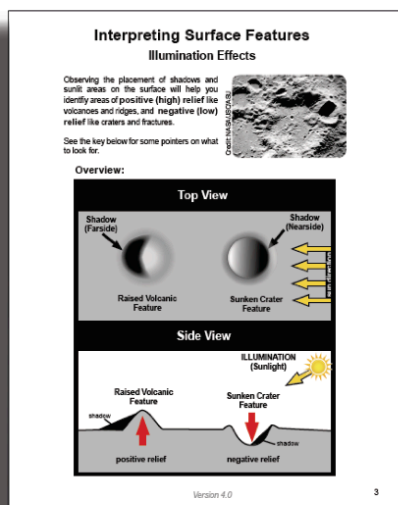 Interpreting Surface Features
Illumination Effects
Observing the placement of shadows and
sunlit areas on the surface will help you
identify areas of positive (high) relief like
volcanoes and ridges, and negative (low)
relief like craters and fractures.
See the key below for some pointers on what
to look for.
Credit: NASA/JSC/ASU
Overview:
Top View
Shadow
(Farside)
Shadow
(Nearside)
Raised Volcanic
Feature
Sunken Crater
Feature
Side View
ILLUMINATION
(Sunlight)
Raised Volcanic
Feature
Sunken Crater
Feature
shadow
shadow
positive relief
negative relief
Version 4.0
3